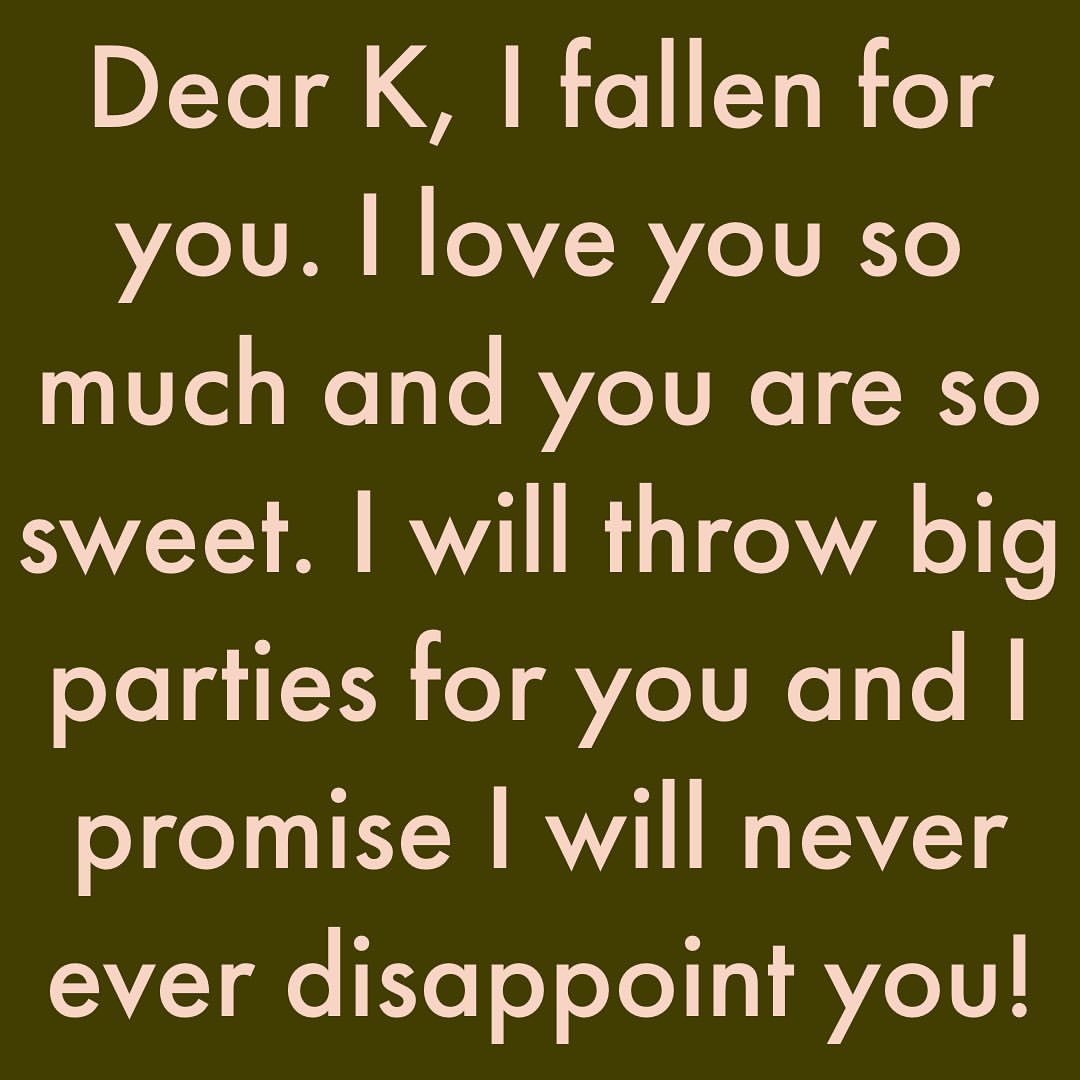 Dear K, I fallen for
you. I love you so
much and you are so
sweet. I will throw big
parties for you and I
promise I will never
ever disappoint you!